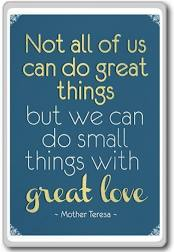 Not all of us
can do great
things
but we can
do small
things with
great love
~ Mother Teresa ~